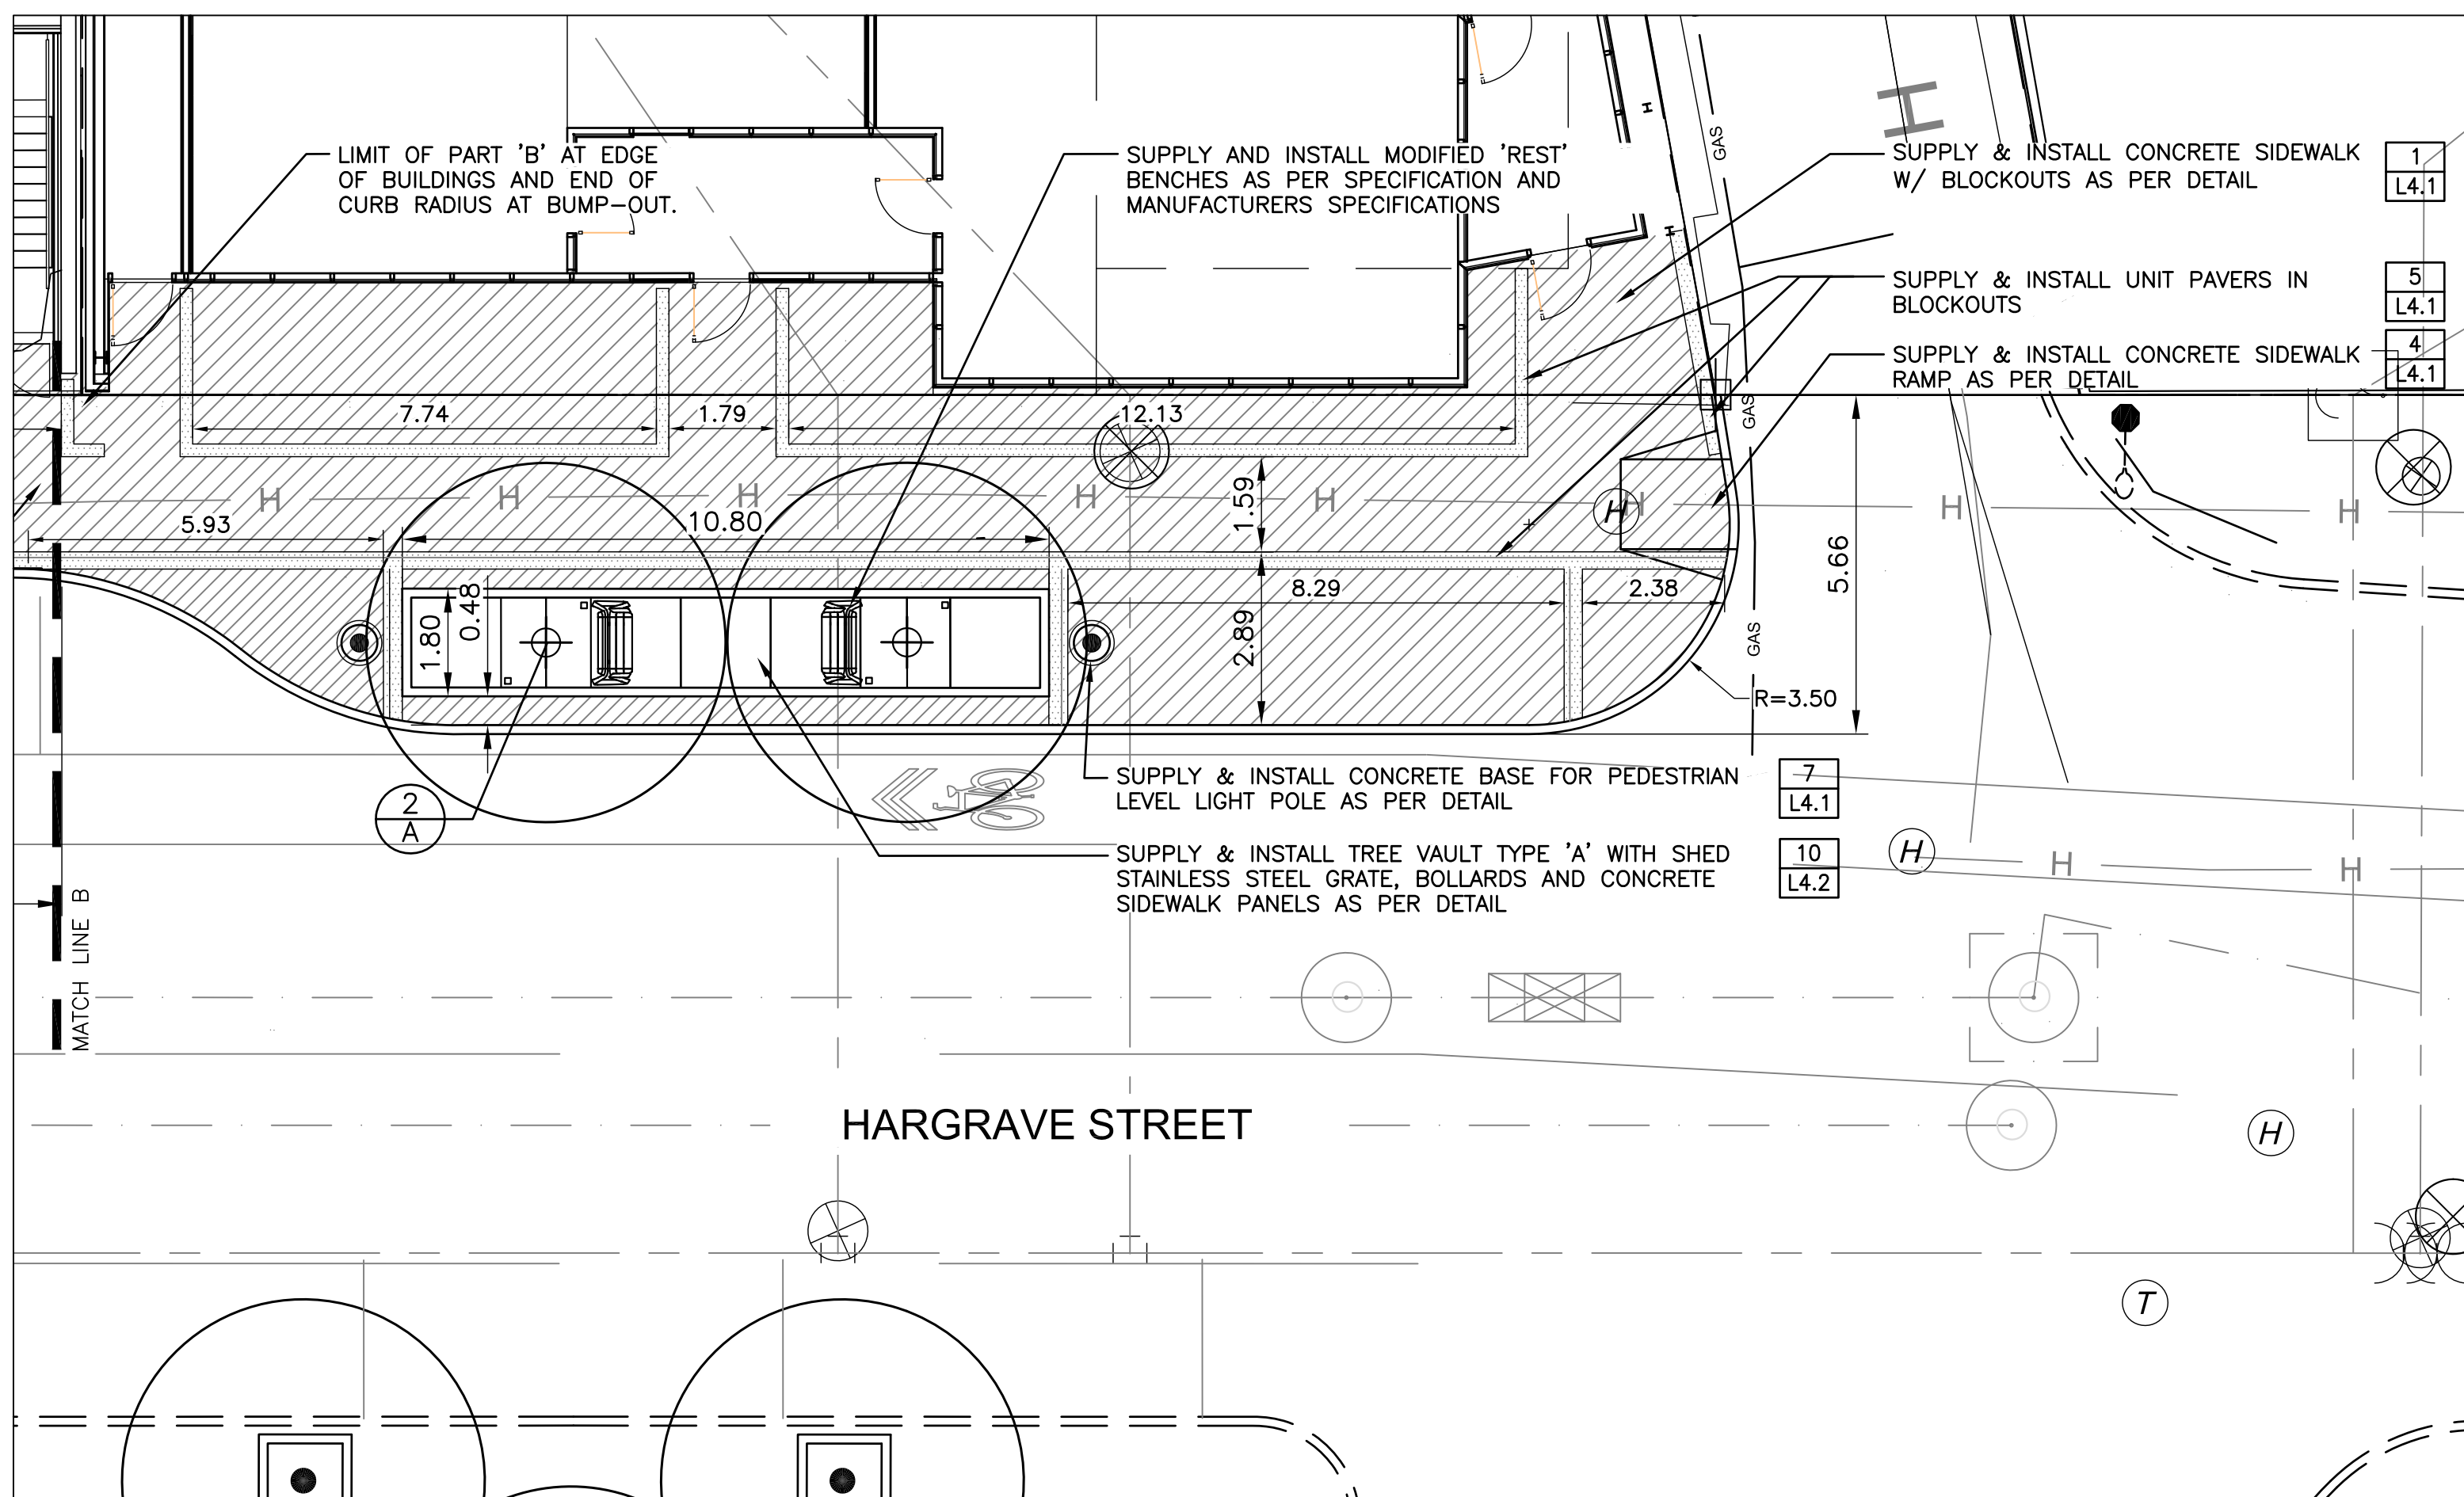 LIMIT OF PART 'B' AT EDGE
OF BUILDINGS AND END OF
CURB RADIUS AT BUMP-OUT.
SUPPLY AND INSTALL MODIFIED 'REST'
BENCHES AS PER SPECIFICATION AND
MANUFACTURERS SPECIFICATIONS
GAS
H
H
H
SUPPLY & INSTALL CONCRETE SIDEWALK
W/ BLOCKOUTS AS PER DETAIL
1
L4.1
SUPPLY & INSTALL UNIT PAVERS IN
BLOCKOUTS
5
L4.1
SUPPLY & INSTALL CONCRETE SIDEWALK
RAMP AS PER DETAIL
4
L4.1
7.74
1.79
12.13
GAS
H
H
H
H
H
H
H
H
H
5.93
10.80
1.59
5.66
1.80
0.48
2.89
8.29
2.38
GAS
R=3.50
2
A
SUPPLY & INSTALL CONCRETE BASE FOR PEDESTRIAN
LEVEL LIGHT POLE AS PER DETAIL
7
L4.1
SUPPLY & INSTALL TREE VAULT TYPE 'A' WITH SHED
STAINLESS STEEL GRATE, BOLLARDS AND CONCRETE
SIDEWALK PANELS AS PER DETAIL
10
L4.2
H
H
H
MATCH LINE B
HARGRAVE STREET
H
T